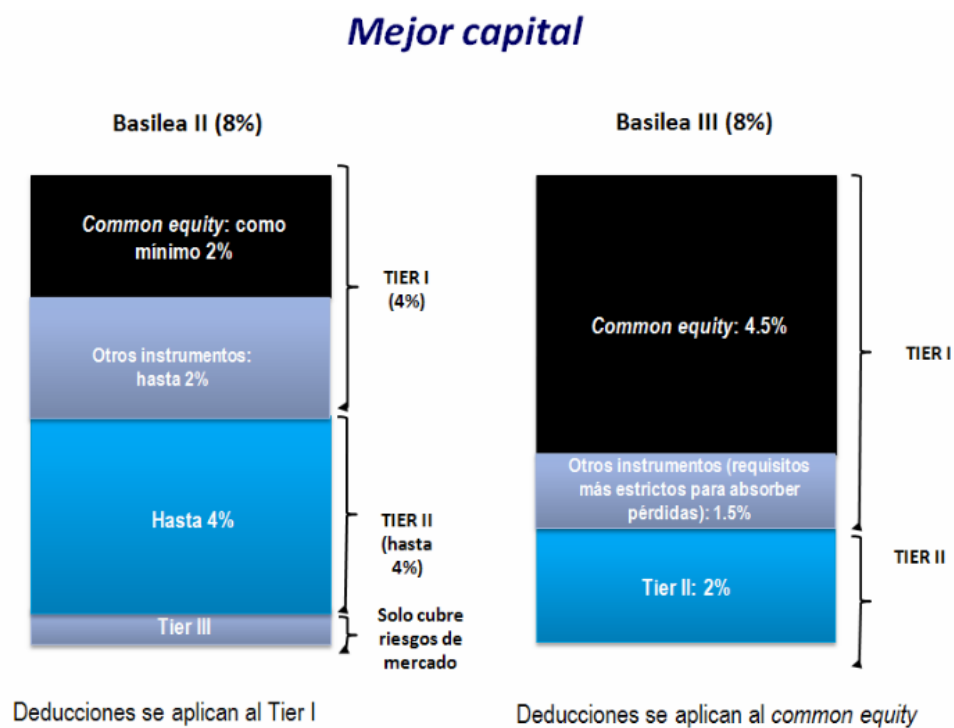 Mejor capital
Basilea II (8%)
Common equity: como
mínimo 2%
Otros instrumentos:
hasta 2%
Hasta 4%
Tier III
TIER I
(4%)
TIER II
(hasta
4%)
Solo cubre
riesgos de
mercado
Deducciones se aplican al Tier I
Basilea III (8%)
Common equity: 4.5%
Otros instrumentos (requisitos
más estrictos para absorber
pérdidas): 1.5%
Tier II: 2%
TIER I
TIER II
Deducciones se aplican al common equity